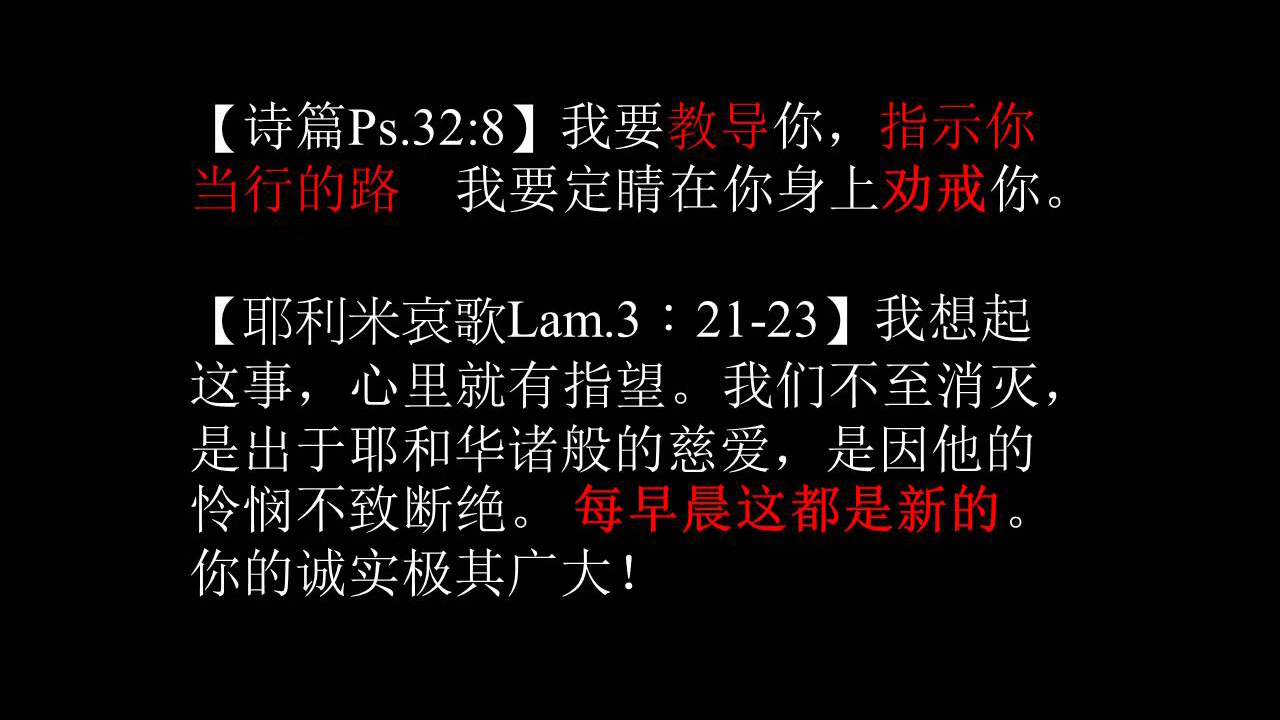 【诗篇Ps.32:8】我要教导你，指示你
当行的路　我要定睛在你身上劝戒你。
【耶利米哀歌Lam.3：21-23】我想起
这事，心里就有指望。我们不至消灭，
是出于耶和华诸般的慈爱，是因他的
怜悯不致断绝。 每早晨这都是新的。
你的诚实极其广大！